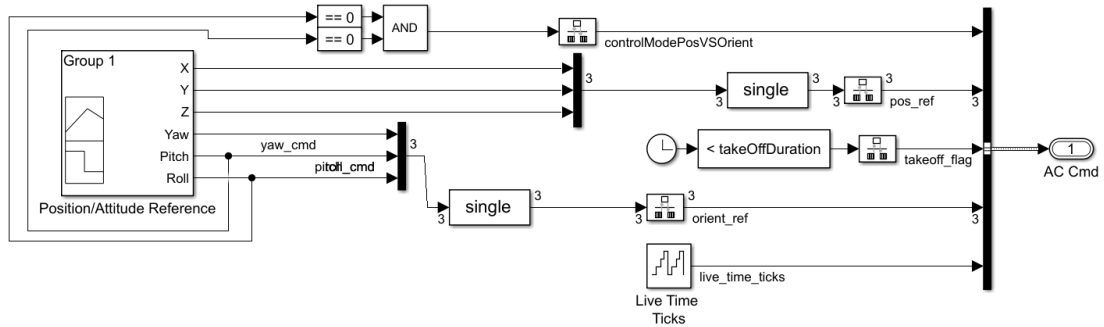 == 0
== 0
AND
controlModePosVSOrient
Group 1
X
Y
Z
Yaw
Pitch
Roll
Position/Attitude Reference
yaw_cmd
3
3
single
3
3
3
pos_ref
3
< takeOffDuration
takeoff_flag
1
AC Cmd
3
3
single
3
3
3
orient_ref
3
live_time_ticks
Live Time
Ticks